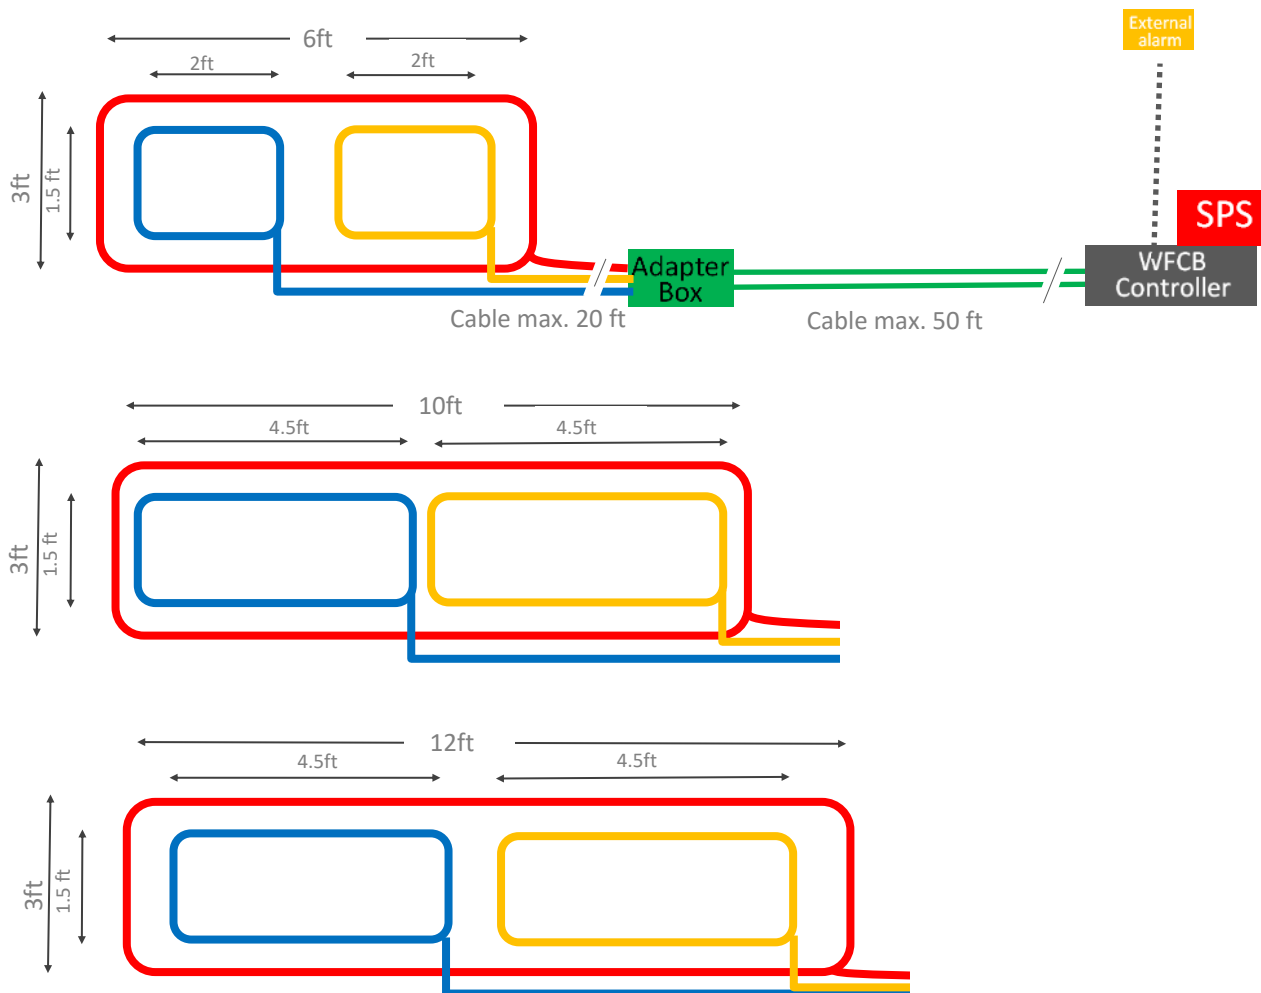 External
alarm
6ft
2ft
2ft
3ft
1.5 ft
SPS
Adapter
Box
WFCB
Controller
Cable max. 20 ft
Cable max. 50 ft
10ft
4.5ft
4.5ft
3ft
1.5 ft
12ft
4.5ft
4.5ft
3ft
1.5 ft